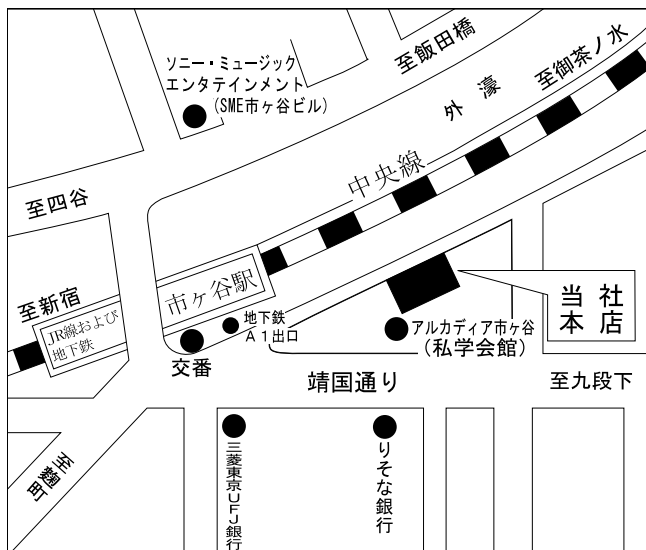 ソニー・ミュージック
エンタテインメント
(SME市ヶ谷ビル)
至飯田橋
外濠
至御茶ノ水
中央線
至四谷
至新宿
市ヶ谷駅
JR線および
地下鉄
地下鉄
A1出口
交番
アルカディア市ヶ谷
(私学会館)
当社
本店
靖国通り
至九段下
至麴町
三菱東京UFJ銀行
りそな銀行